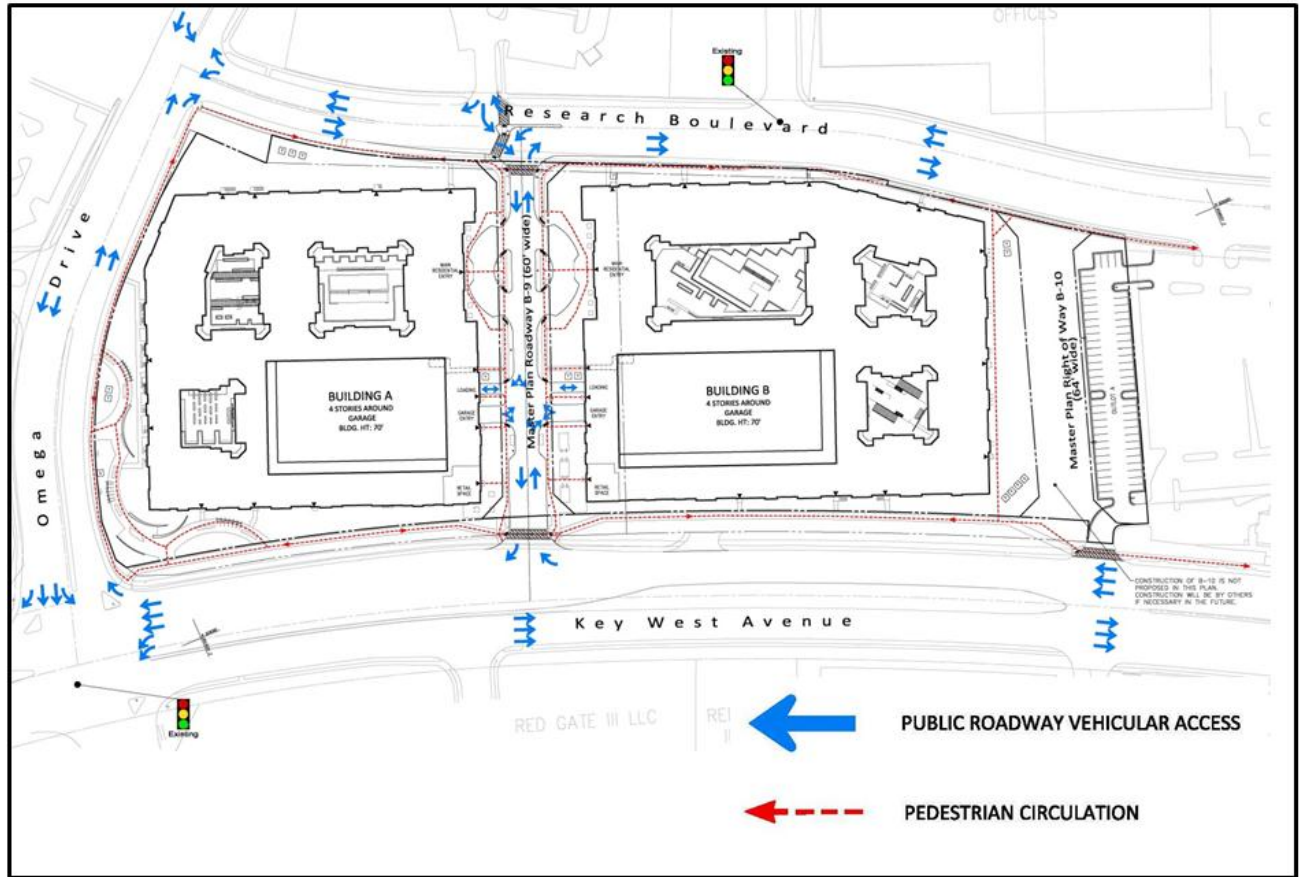 OFFICES
Existing
Research Boulevard
Omega Drive
MAIN
RESIDENTIAL
ENTRY
MAIN
RESIDENTIAL
ENTRY
Master Plan Roadway B-9 (60' wide)
Master Plan Right of Way B-10
(64' wide)
OUTLOT A
BUILDING A
4 STORIES AROUND
GARAGE
BLDG. HT: 70'
LOADING
GARAGE
ENTRY
RETAIL
SPACE
LOADING
GARAGE
ENTRY
RETAIL
SPACE
BUILDING B
4 STORIES AROUND
GARAGE
BLDG. HT: 70'
CONSTRUCTION OF B-10 IS NOT
PROPOSED IN THIS PLAN.
CONSTRUCTION WILL BE BY OTHERS
IF NECESSARY IN THE FUTURE.
Key West Avenue
Existing
RED GATE III LLC
PUBLIC ROADWAY VEHICULAR ACCESS
PEDESTRIAN CIRCULATION